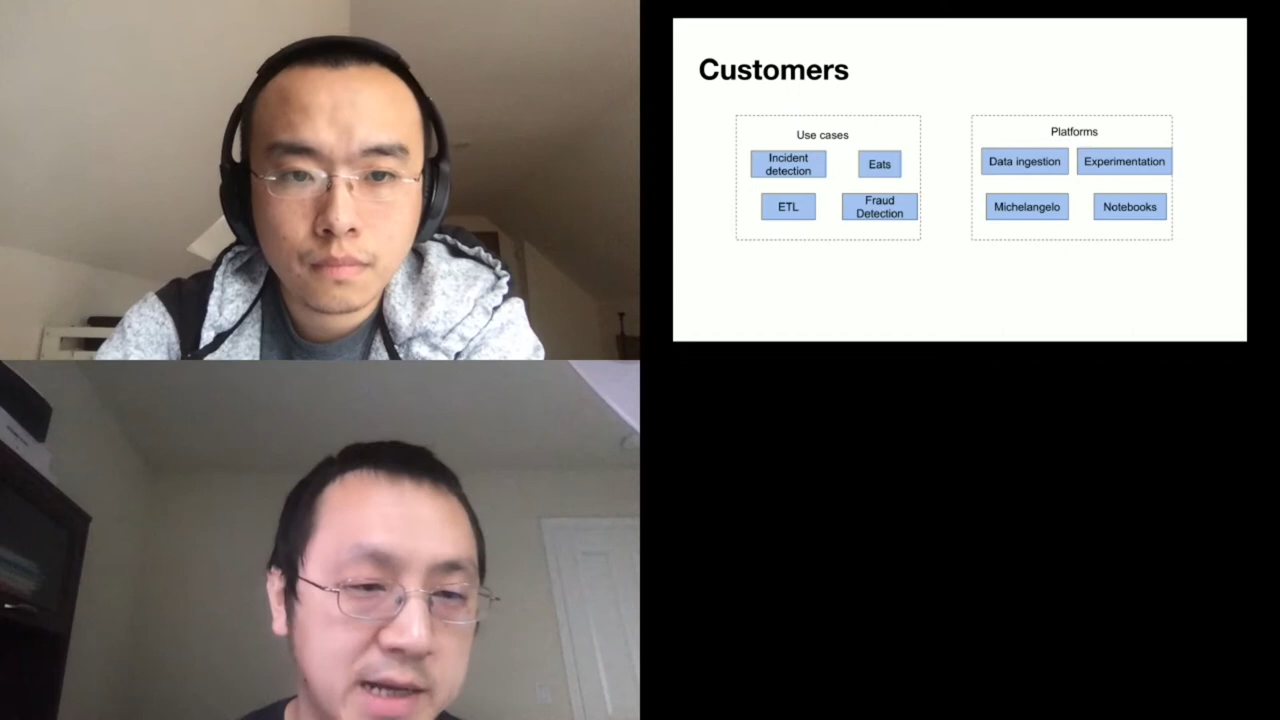 Customers
Use cases
Incident
detection
Eats
ETL
Fraud
Detection
Platforms
Data ingestion
Experimentation
Michelangelo
Notebooks